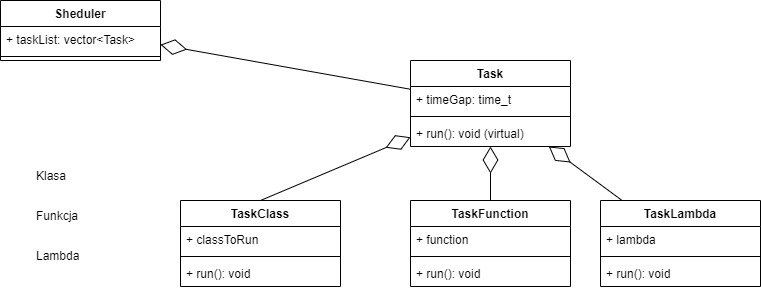 Sheduler
+ taskList: vector<Task>
Task
+ timeGap: time_t
+ run(): void (virtual)
Klasa
Funkcja
Lambda
TaskClass
+ classToRun
+ run(): void
TaskFunction
+ function
+ run(): void
TaskLambda
+ lambda
+ run(): void